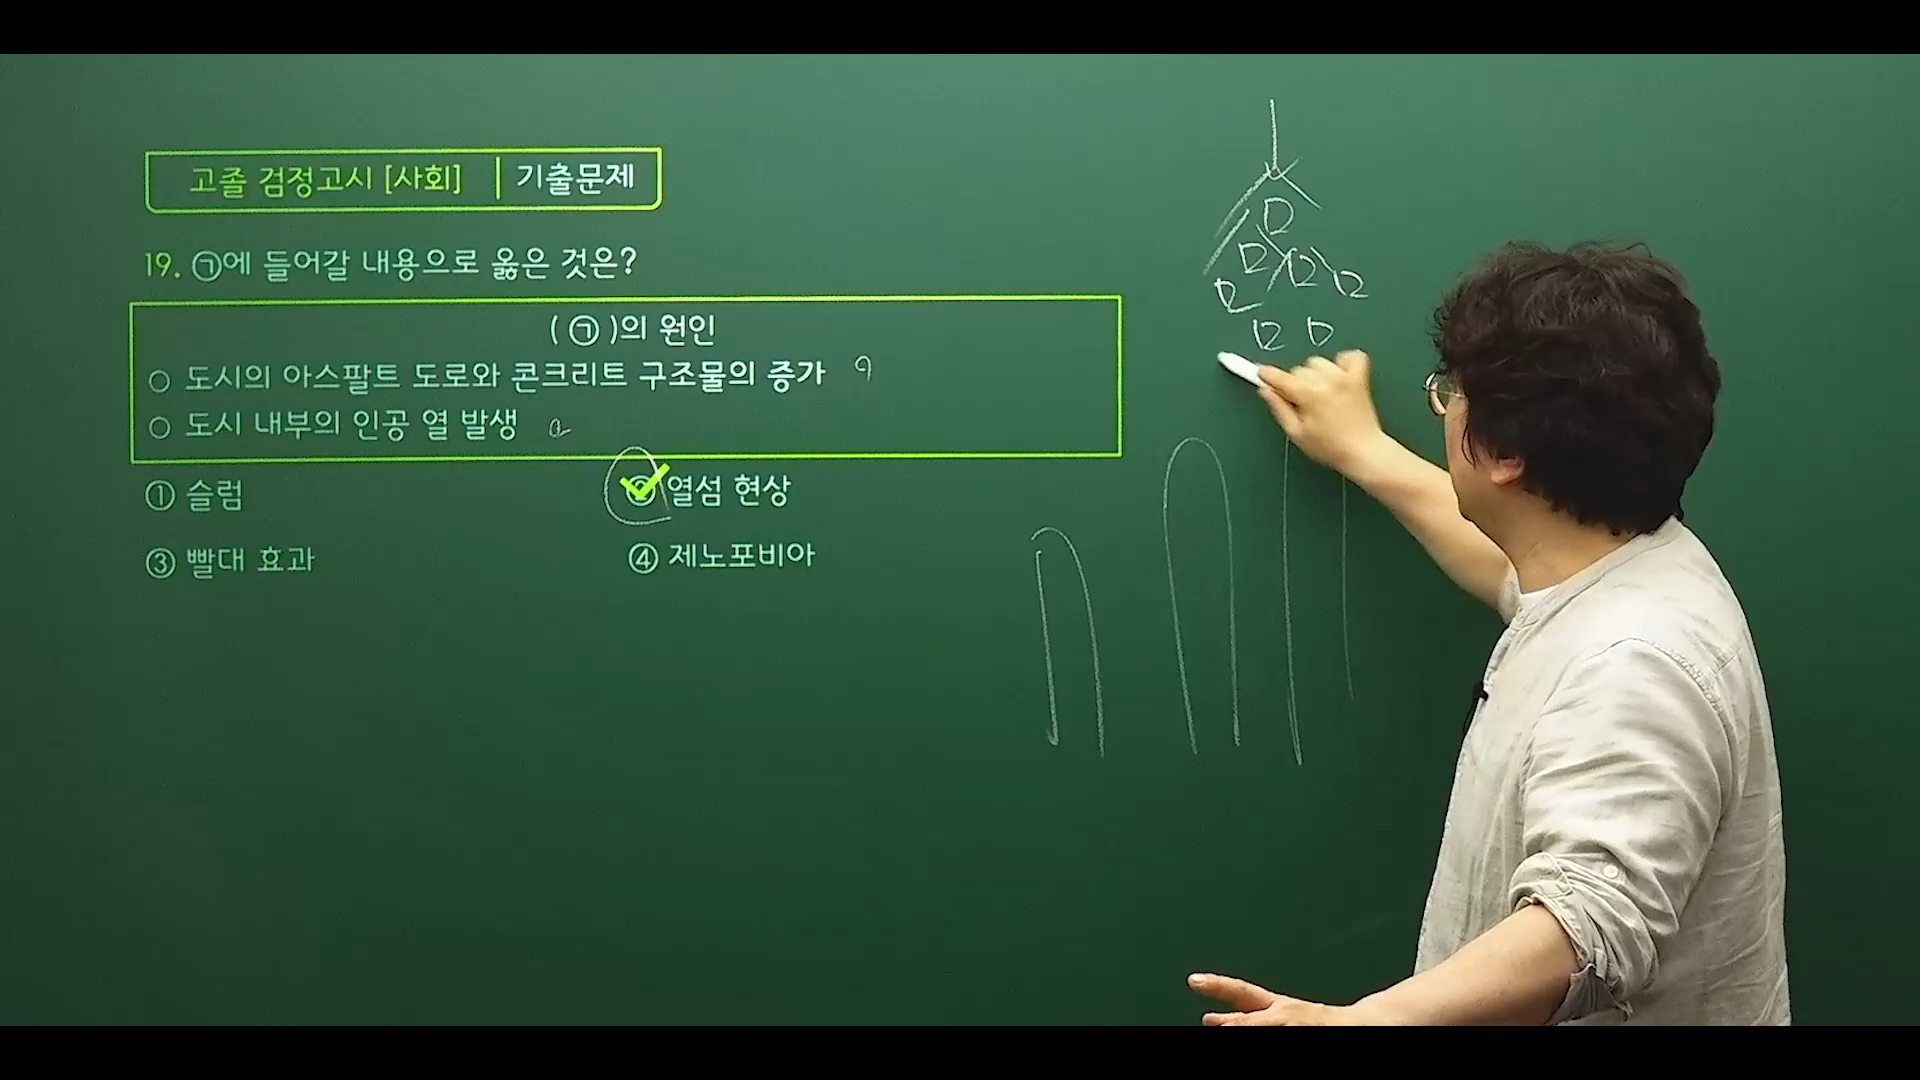 고졸 검정고시 [사회] 기출문제
19. ㉠에 들어갈 내용으로 옳은 것은?
( ㉠ )의 원인
○ 도시의 아스팔트 도로와 콘크리트 구조물의 증가
○ 도시 내부의 인공 열 발생
① 슬럼 ② 열섬 현상
③ 빨대 효과 ④ 제노포비아